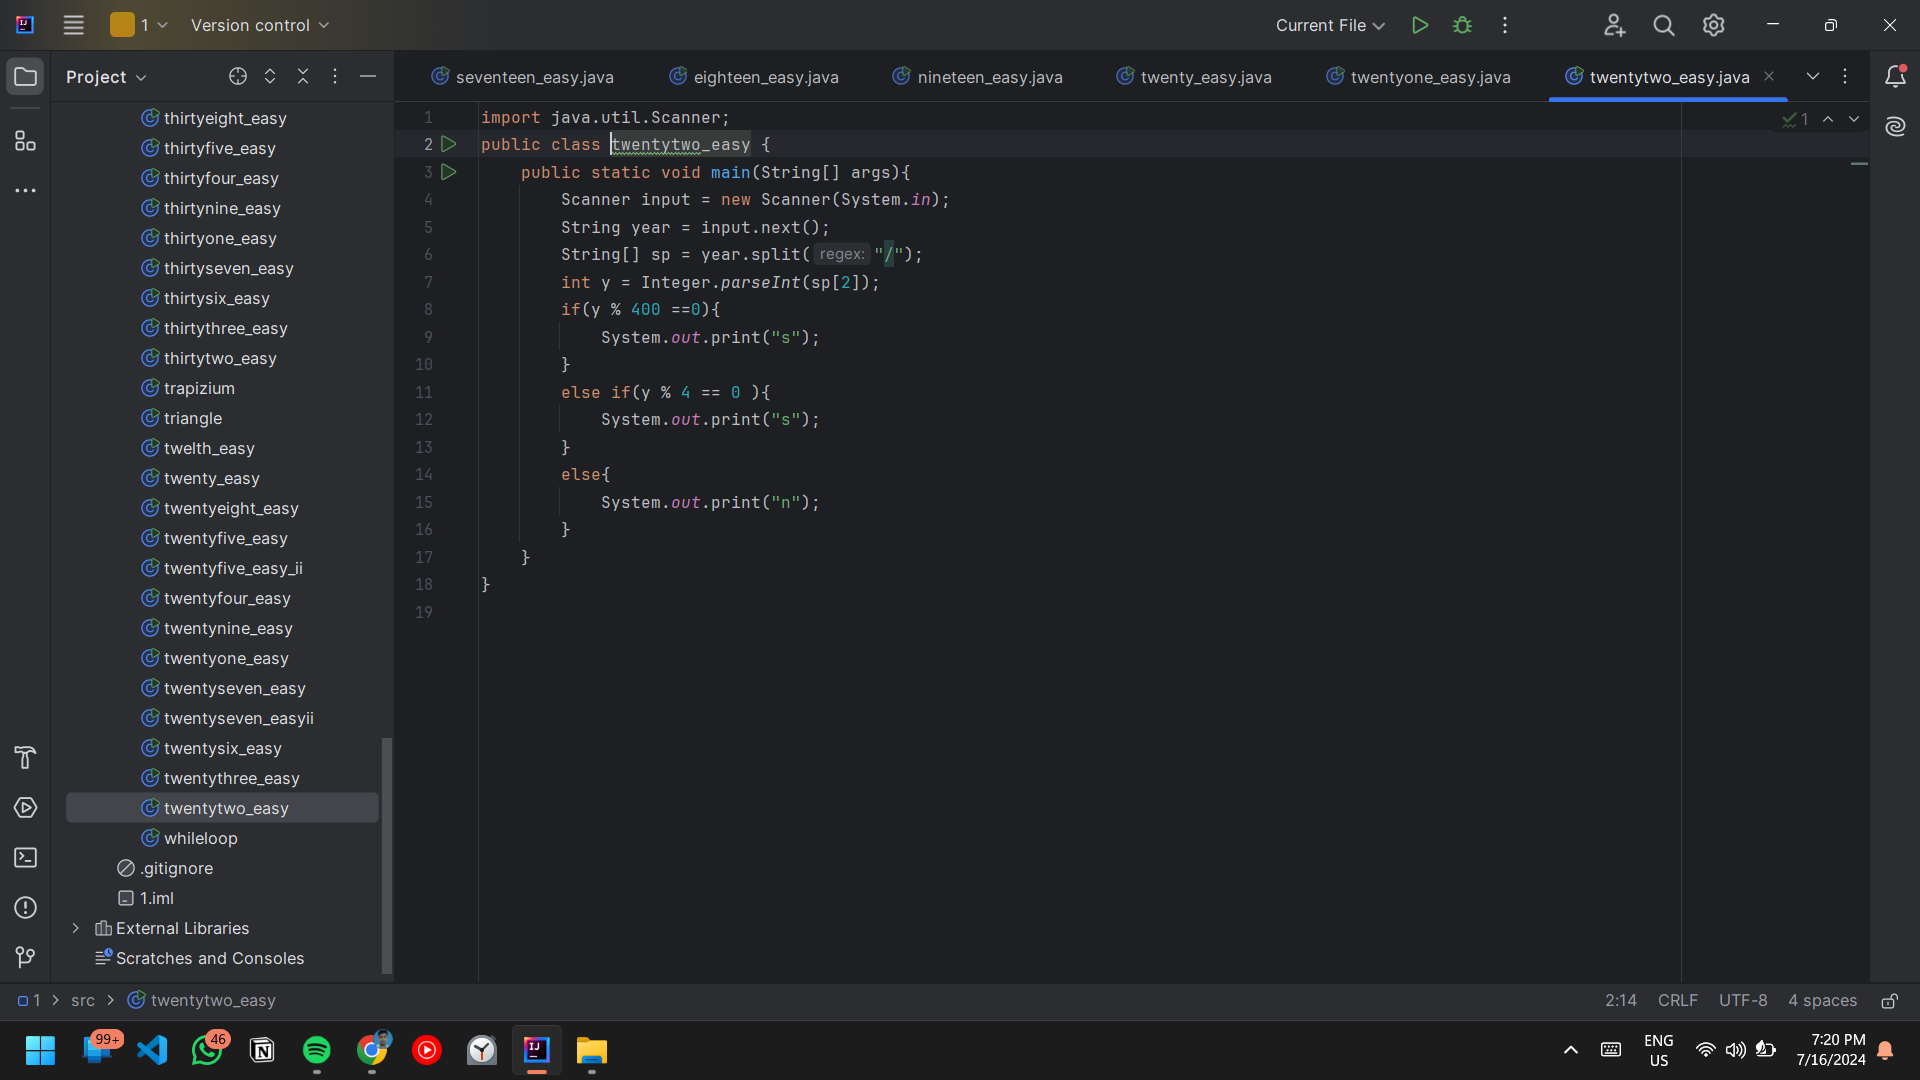 1
Version control
Current File
Project
seventeen_easy.java
eighteen_easy.java
nineteen_easy.java
twenty_easy.java
twentyone_easy.java
twentytwo_easy.java
thirtyeight_easy
thirtyfive_easy
thirtyfour_easy
thirtynine_easy
thirtyone_easy
thirtyseven_easy
thirtysix_easy
thirtythree_easy
thirtytwo_easy
trapizium
triangle
twelth_easy
twenty_easy
twentyeight_easy
twentyfive_easy
twentyfive_easy_ii
twentyfour_easy
twentynine_easy
twentyone_easy
twentyseven_easy
twentyseven_easyii
twentysix_easy
twentythree_easy
twentytwo_easy
whileloop
.gitignore
1.iml
External Libraries
Scratches and Consoles
1 import java.util.Scanner;
2 public class twentytwo_easy {
3 public static void main(String[] args){
4 Scanner input = new Scanner(System.in);
5 String year = input.next();
6 String[] sp = year.split( regex: "/");
7 int y = Integer.parseInt(sp[2]);
8 if(y % 400 ==0){
9 System.out.print("s");
10 }
11 else if(y % 4 == 0 ){
12 System.out.print("s");
13 }
14 else{
15 System.out.print("n");
16 }
17 }
18 }
19
1
1 > src > twentytwo_easy
2:14
CRLF
UTF-8
4 spaces
99+
46
ENG
US
7:20 PM
7/16/2024